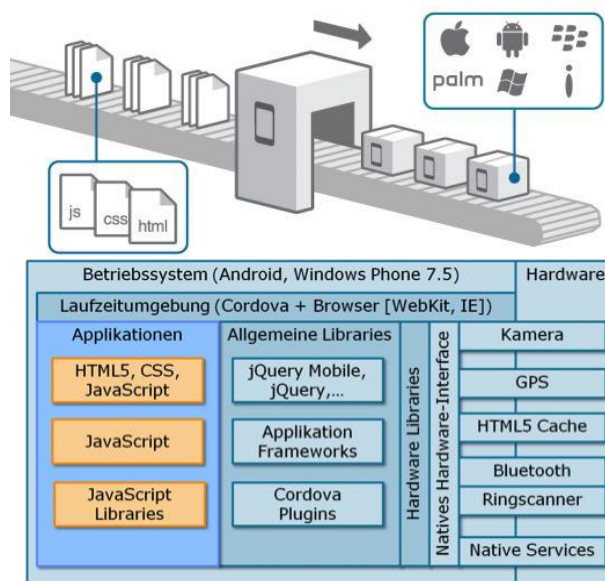 palm
js
css
html
Betriebssystem (Android, Windows Phone 7.5)
Hardware
Laufzeitumgebung (Cordova + Browser [WebKit, IE])
Applikationen
HTML5, CSS,
JavaScript
JavaScript
JavaScript
Libraries
Allgemeine Libraries
jQuery Mobile,
jQuery,...
Applikation
Frameworks
Cordova
Plugins
Hardware Libraries
Natives Hardware-Interface
Kamera
GPS
HTML5 Cache
Bluetooth
Ringscanner
Native Services